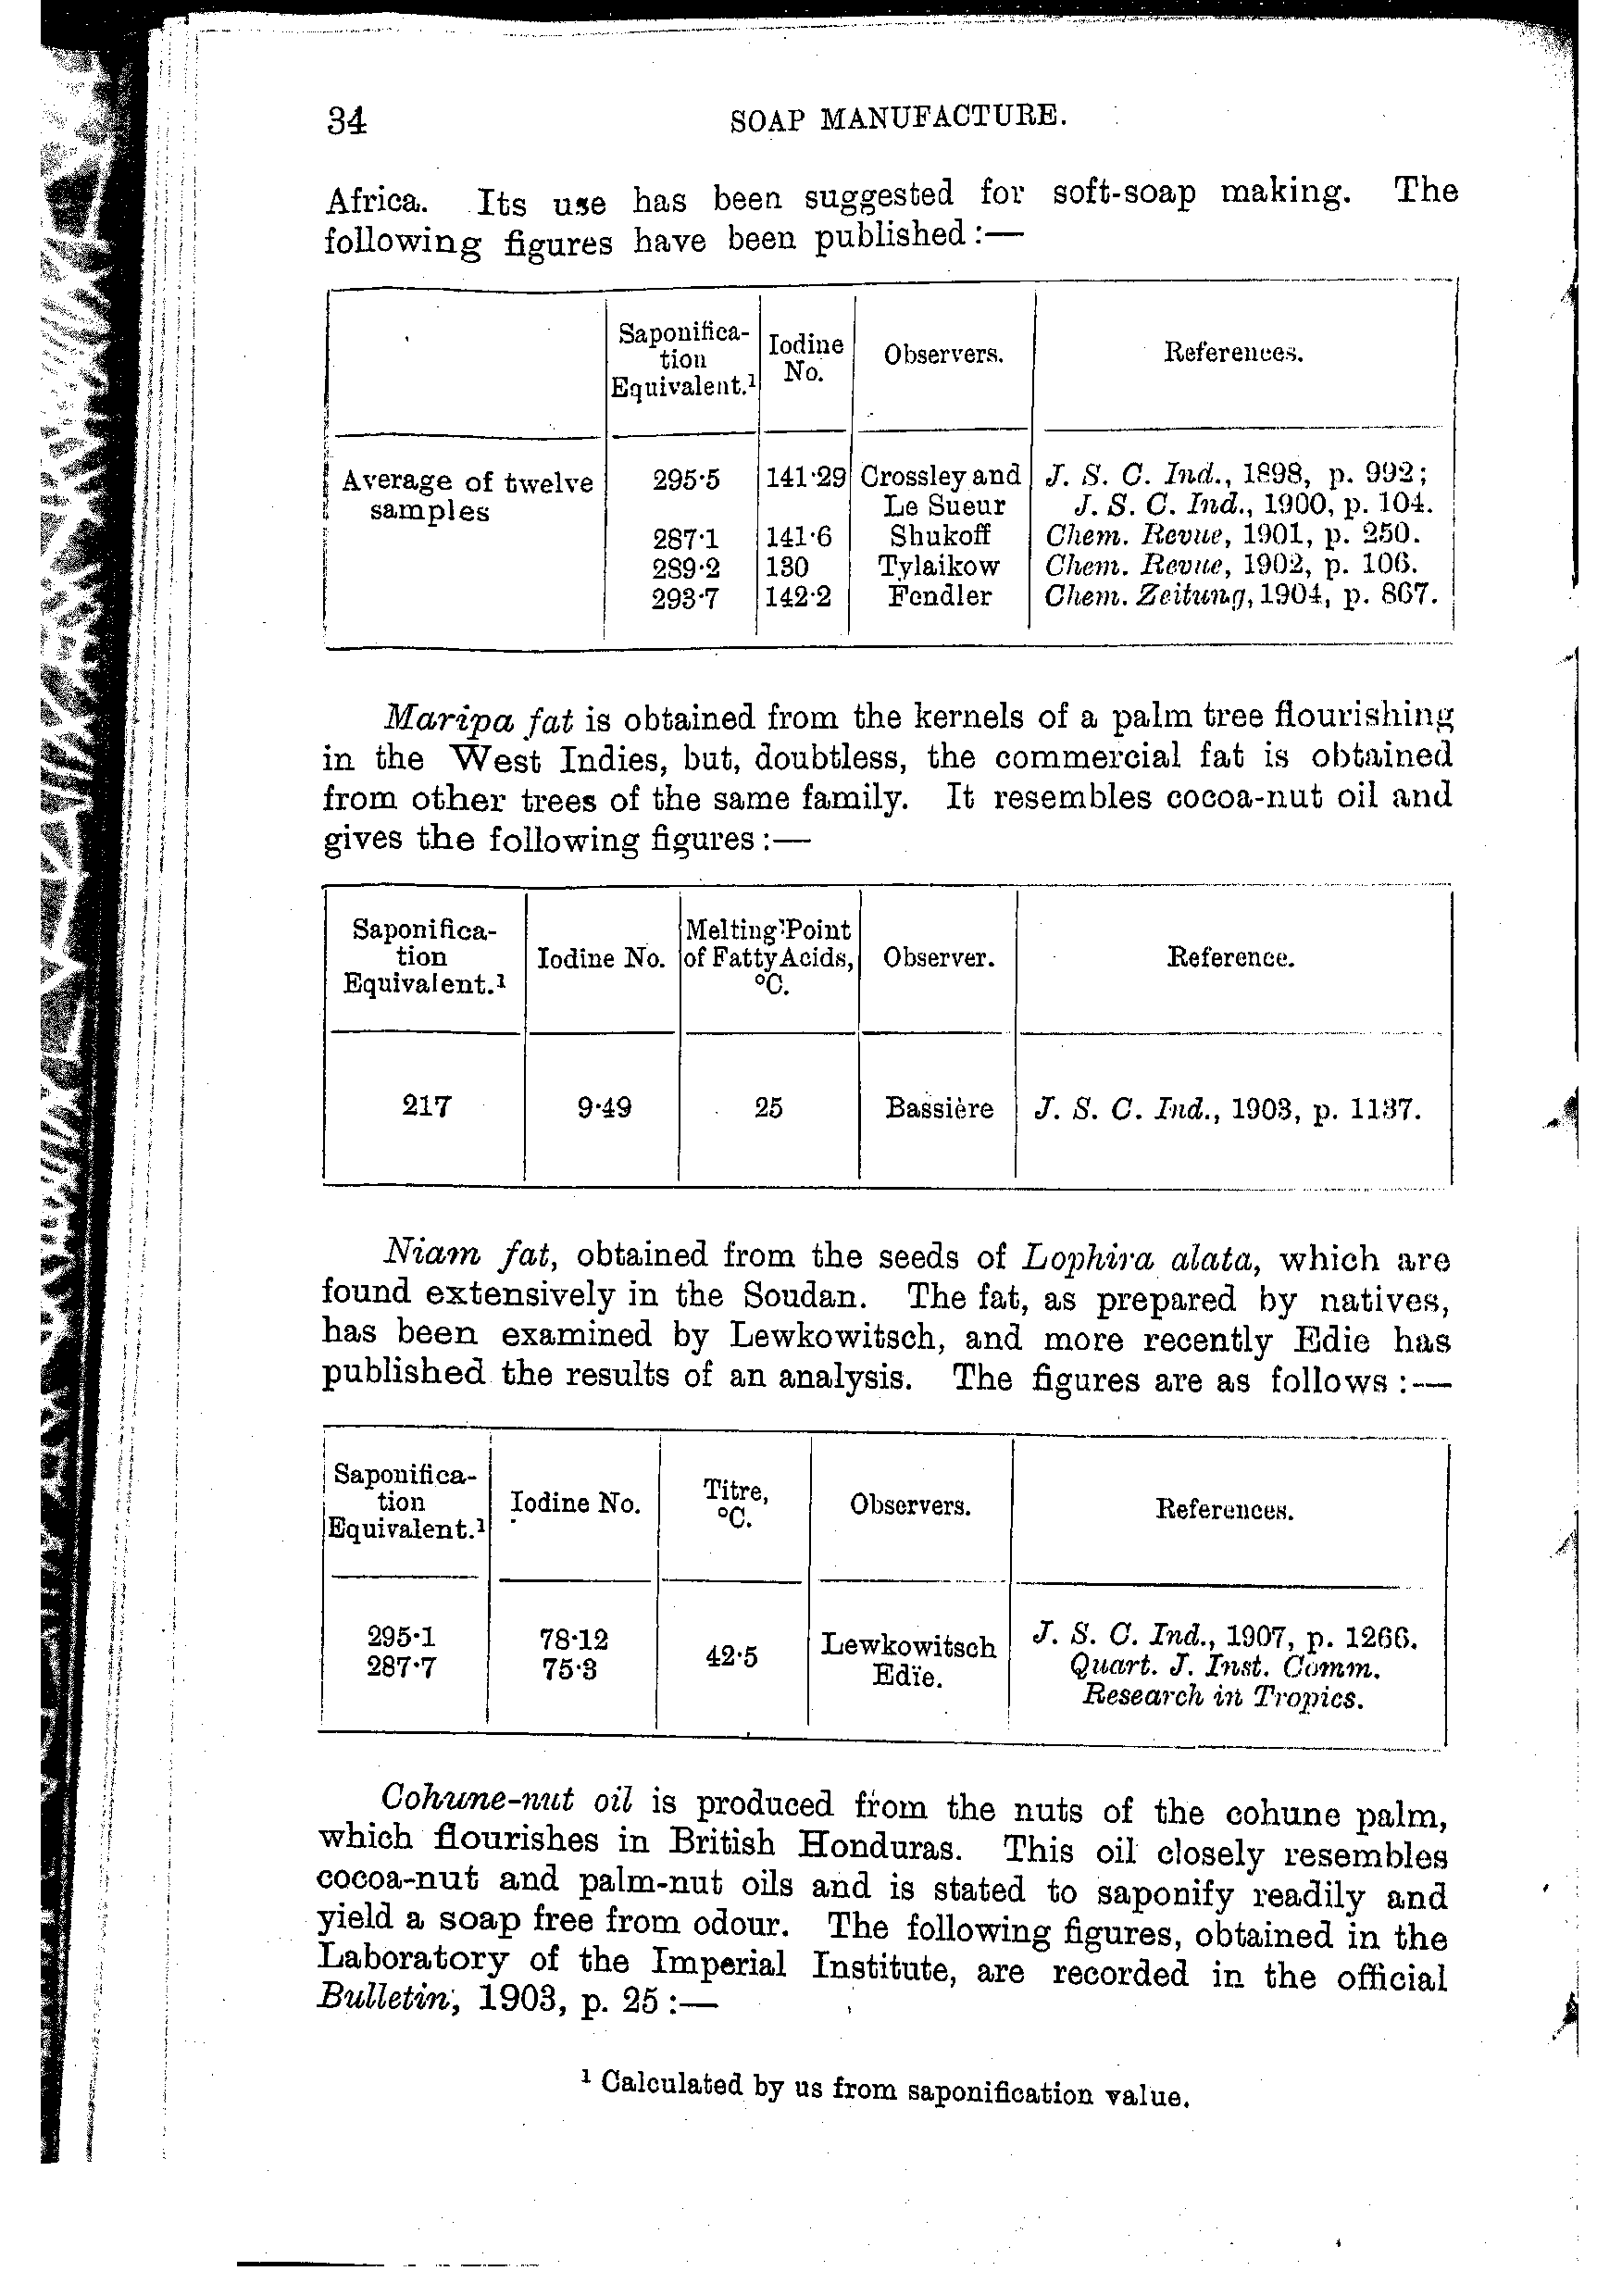 34 SOAP MANUFACTURE.
Africa. Its use has been suggested for soft-soap making. The
following figures have been published:—
Saponifica-
tion
Equivalent.¹ Iodine
No. Observers. References.
Average of twelve 295·5 141·29 Crossley and J. S. C. Ind., 1898, p. 992;
samples Le Sueur J. S. C. Ind., 1900, p. 104.
287·1 141·6 Shukoff Chem. Revue, 1901, p. 250.
289·2 130 Tylaikow Chem. Revue, 1902, p. 106.
293·7 142·2 Fendler Chem. Zeitung, 1904, p. 867.
Maripa fat is obtained from the kernels of a palm tree flourishing
in the West Indies, but, doubtless, the commercial fat is obtained
from other trees of the same family. It resembles cocoa-nut oil and
gives the following figures:—
Saponifica-
tion
Equivalent.¹ Iodine No. Melting Point
of Fatty Acids,
°C. Observer. Reference.
217 9·49 25 Bassière J. S. C. Ind., 1903, p. 1137.
Niam fat, obtained from the seeds of Lophira alata, which are
found extensively in the Soudan. The fat, as prepared by natives,
has been examined by Lewkowitsch, and more recently Edie has
published the results of an analysis. The figures are as follows:—
Saponifica-
tion
Equivalent.¹ Iodine No. Titre,
°C. Observers. References.
295·1 78·12 42·5 Lewkowitsch J. S. C. Ind., 1907, p. 1266.
287·7 75·3 Edïe. Quart. J. Inst. Comm.
Research in Tropics.
Cohune-nut oil is produced from the nuts of the cohune palm,
which flourishes in British Honduras. This oil closely resembles
cocoa-nut and palm-nut oils and is stated to saponify readily and
yield a soap free from odour. The following figures, obtained in the
Laboratory of the Imperial Institute, are recorded in the official
Bulletin, 1903, p. 25:—
¹ Calculated by us from saponification value.